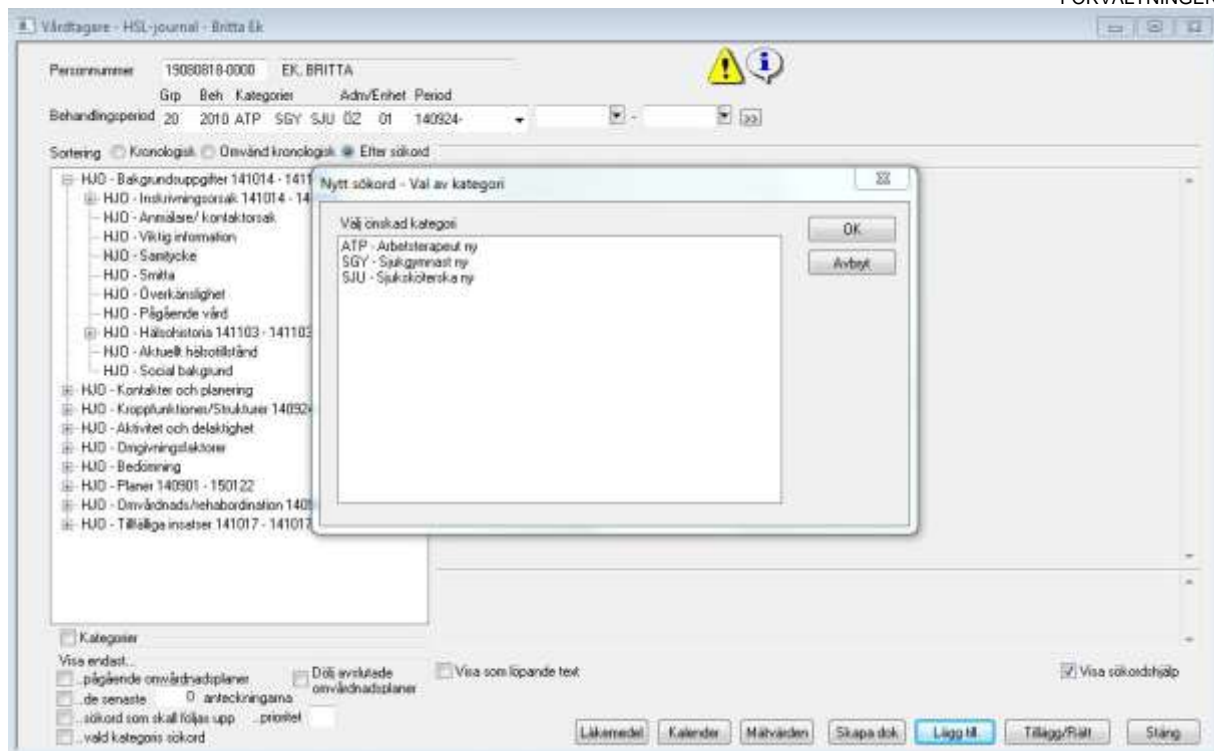 FÖRVALTNINGEN
Vårdtagare - HSL-journal - Britta Ek
Personnummer 19080818-0000 EK, BRITTA
Grp Beh Kategorier Adm/Enhet Period
Behandlingsperiod 20 2010 ATP SGY SJU ÖZ 01 140924- - >>
Sortering Kronologisk Omvänd kronologisk Efter sökord
HJO - Bakgrundsuppgifter 141014 - 1411
HJO - Inskrivningsorsak 141014 - 14
HJO - Anmälare/ kontaktorsak
HJO - Viktig information
HJO - Samtycke
HJO - Smitta
HJO - Överkänslighet
HJO - Pågående vård
HJO - Hälsohistoria 141103 - 141103
HJO - Aktuellt hälsotillstånd
HJO - Social bakgrund
HJO - Kontakter och planering
HJO - Kroppfunktioner/Strukturer 140924
HJO - Aktivitet och delaktighet
HJO - Omgivningsfaktorer
HJO - Bedömning
HJO - Planer 140901 - 150122
HJO - Omvårdnads/rehabordination 140
HJO - Tillfälliga insatser 141017 - 141017
Nytt sökord - Val av kategori
Välj önskad kategori
ATP - Arbetsterapeut ny
SGY - Sjukgymnast ny
SJU - Sjuksköterska ny
OK
Avbryt
Kategorier
Visa endast...
...pågående omvårdnadsplaner
...de senaste 0 anteckningarna
...sökord som skall följas upp ...prioritet
...vald kategoris sökord
Dölj avslutade
omvårdnadsplaner
Visa som löpande text
Visa sökordshjälp
Läkemedel Kalender Mätvärden Skapa dok Lägg till Tillägg/Rätt Stäng